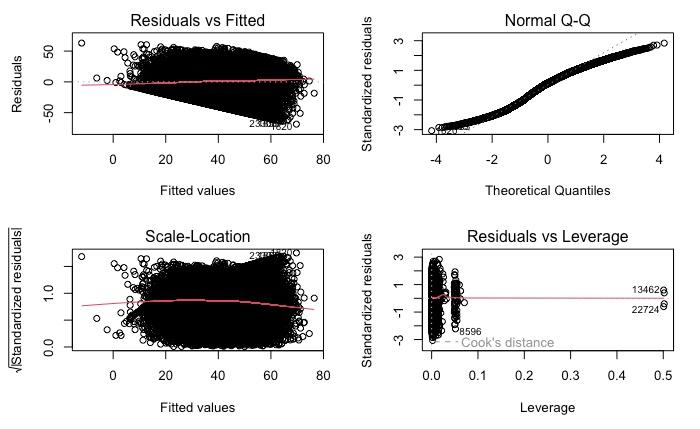 Residuals vs Fitted
Residuals
50
0
-50
0
20
40
60
80
Fitted values
Normal Q-Q
Standardized residuals
3
1
-1
-3
-4
-2
0
2
4
Theoretical Quantiles
Scale-Location
√|Standardized residuals|
1.0
0.0
0
20
40
60
80
Fitted values
Residuals vs Leverage
Standardized residuals
3
1
-1
-3
13462
22724
8596
Cook's distance
0.0
0.1
0.2
0.3
0.4
0.5
Leverage